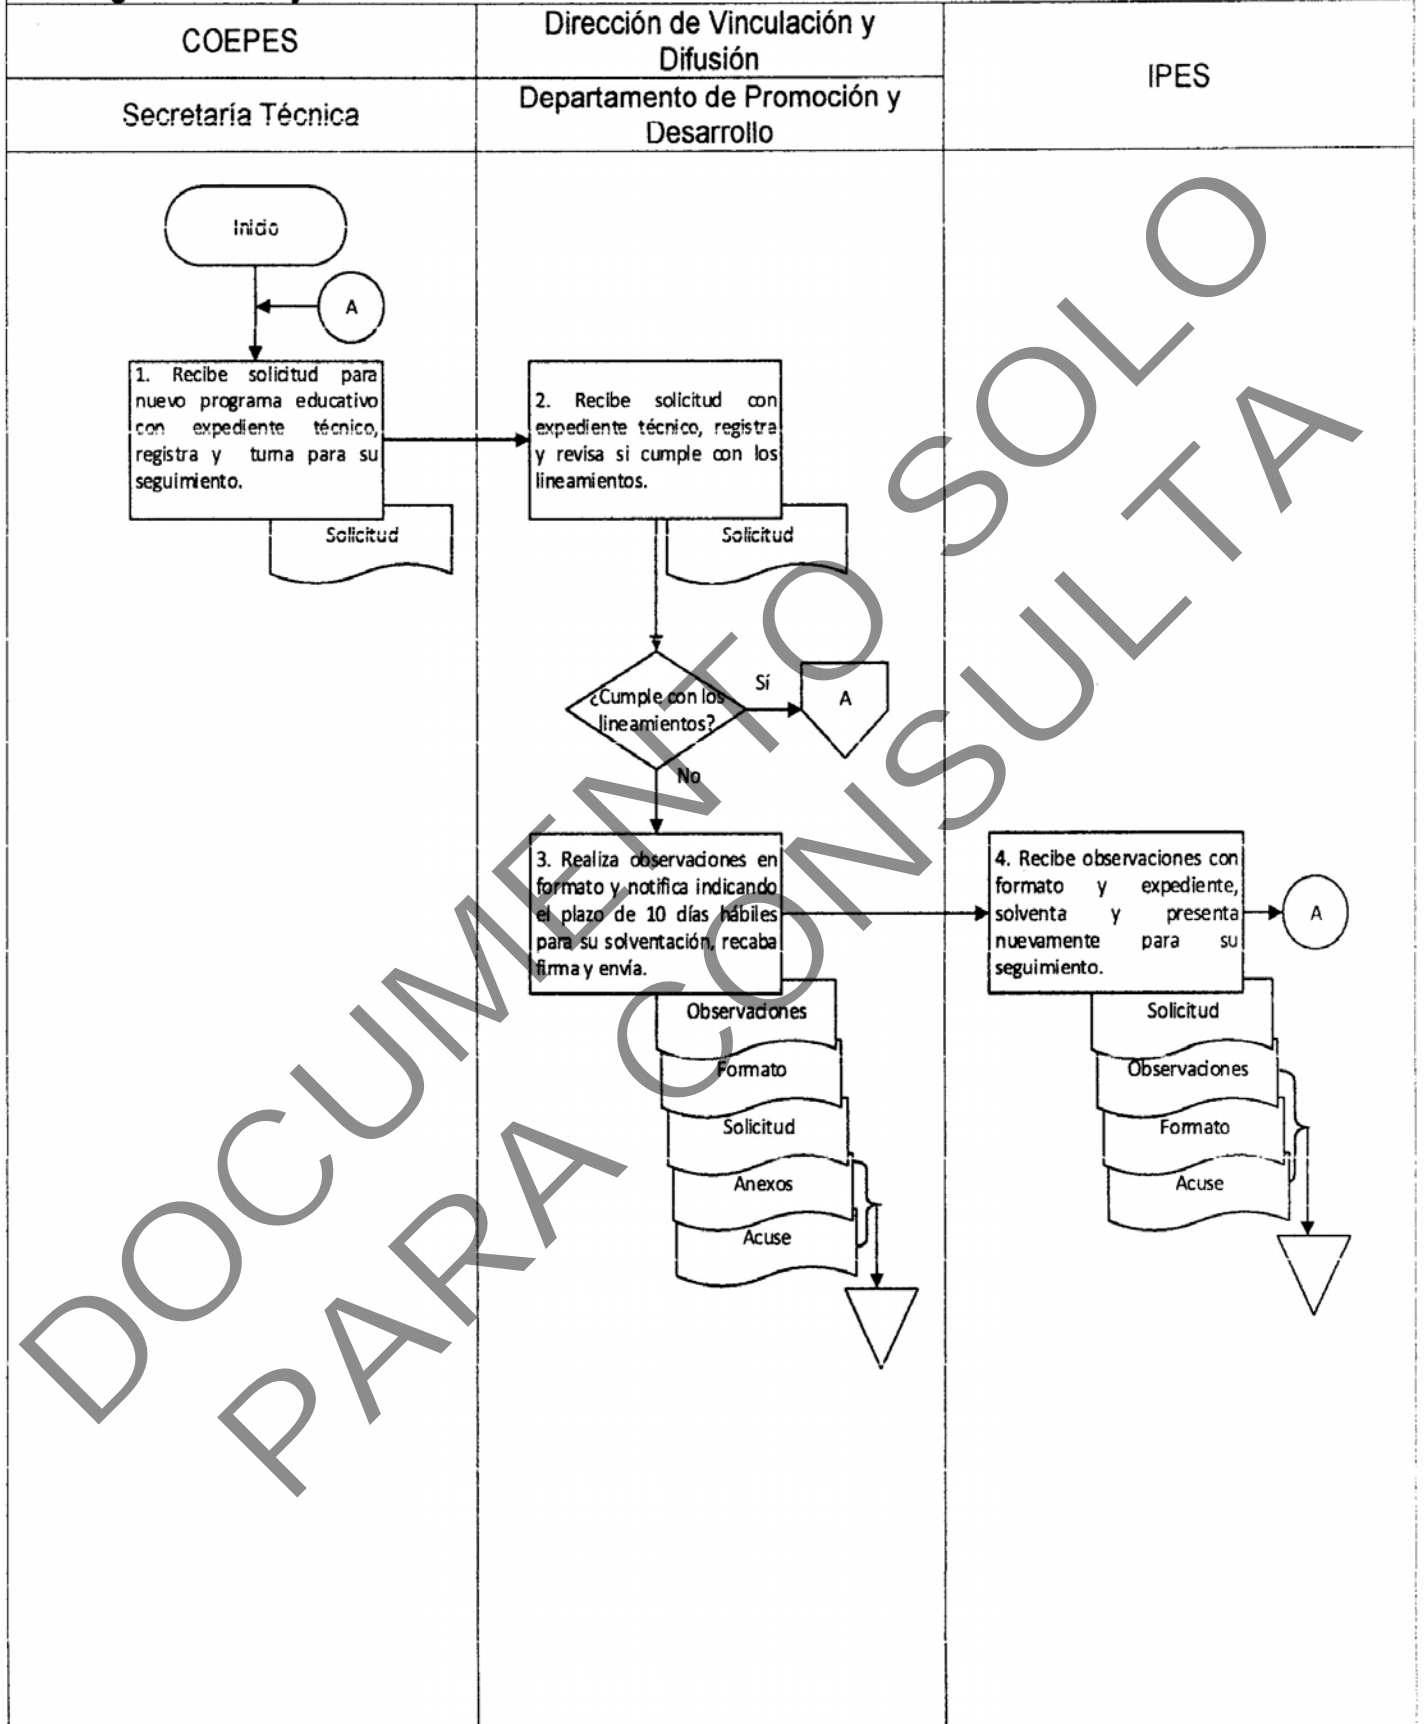 COEPES
Dirección de Vinculación y
Difusión
IPES
Secretaría Técnica
Departamento de Promoción y
Desarrollo
Inicio
A
1. Recibe solicitud para
nuevo programa educativo
con expediente técnico,
registra y turna para su
seguimiento.
Solicitud
2. Recibe solicitud con
expediente técnico, registra
y revisa si cumple con los
lineamientos.
Solicitud
¿Cumple con los
lineamientos?
Sí
A
No
3. Realiza observaciones en
formato y notifica indicando
el plazo de 10 días hábiles
para su solventación, recaba
firma y envía.
Observaciones
Formato
Solicitud
Anexos
Acuse
4. Recibe observaciones con
formato y expediente,
solventa y presenta
nuevamente para su
seguimiento.
A
Solicitud
Observaciones
Formato
Acuse
DOCUMENTO SOLO
PARA CONSULTA